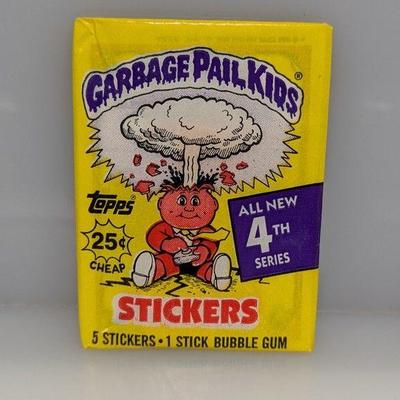 GARBAGE PAIL KIDS®
Topps®
25¢
CHEAP
ALL NEW
4TH
SERIES
STICKERS
5 STICKERS • 1 STICK BUBBLE GUM